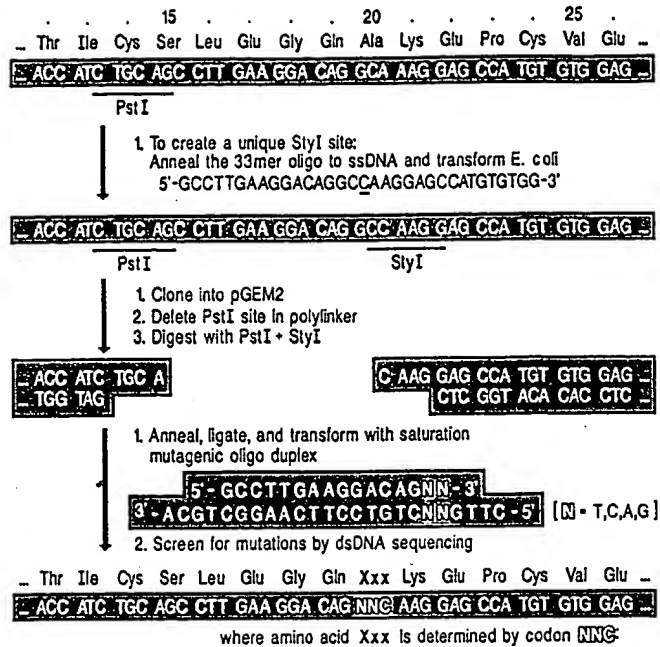 . . . 15 . . . . 20 . . . . 25 .
... Thr Ile Cys Ser Leu Glu Gly Gln Ala Lys Glu Pro Cys Val Glu ...
... ACC ATC TGC AGC CTT GAA GGA CAG GCA AAG GAG CCA TGT GTG GAG ...
Pst I
1. To create a unique StyI site:
Anneal the 33mer oligo to ssDNA and transform E. coli
5'-GCCTTGAAGGACAGGCCAAGGAGCCATGTGTGG-3'
... ACC ATC TGC AGC CTT GAA GGA CAG GCC AAG GAG CCA TGT GTG GAG ...
Pst I StyI
1. Clone into pGEM2
2. Delete PstI site in polylinker
3. Digest with PstI + StyI
... ACC ATC TGC A C AAG GAG CCA TGT GTG GAG ...
... TGG TAG CTC GGT ACA CAC CTC ...
1. Anneal, ligate, and transform with saturation
mutagenic oligo duplex
5'-GCCTTGAAGGACAGNN-3'
3'-ACGTCGGAACTTCCTGTCNNGTTC-5' [N = T,C,A,G]
2. Screen for mutations by dsDNA sequencing
... Thr Ile Cys Ser Leu Glu Gly Gln Xxx Lys Glu Pro Cys Val Glu ...
... ACC ATC TGC AGC CTT GAA GGA CAG NNC AAG GAG CCA TGT GTG GAG ...
where amino acid Xxx is determined by codon NNC.